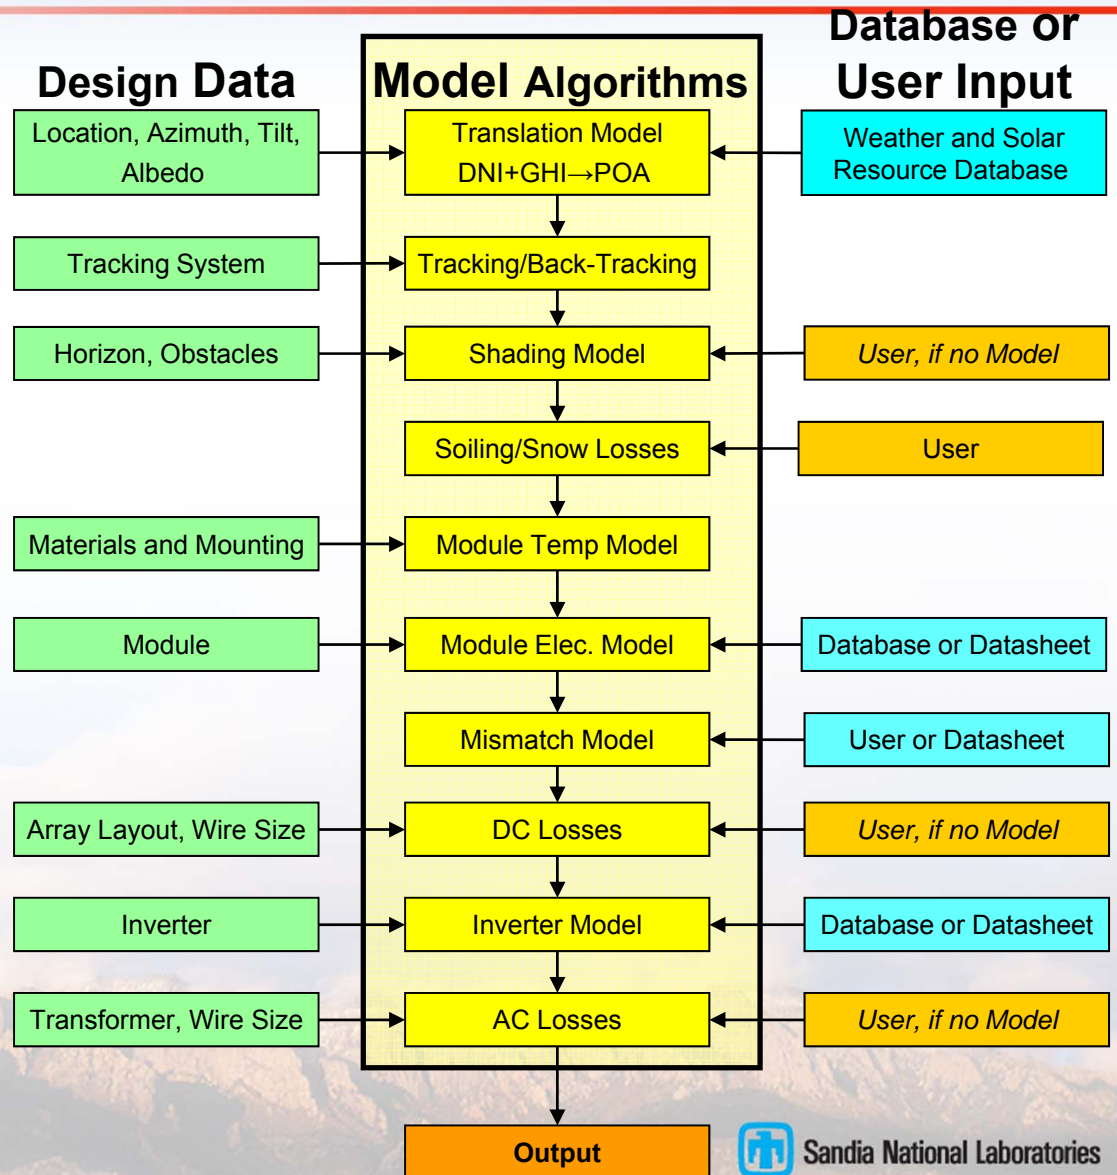 Design Data
Model Algorithms
Database or
User Input
Location, Azimuth, Tilt,
Albedo
Translation Model
DNI+GHI→POA
Weather and Solar
Resource Database
Tracking System
Tracking/Back-Tracking
Horizon, Obstacles
Shading Model
User, if no Model
Soiling/Snow Losses
User
Materials and Mounting
Module Temp Model
Module
Module Elec. Model
Database or Datasheet
Mismatch Model
User or Datasheet
Array Layout, Wire Size
DC Losses
User, if no Model
Inverter
Inverter Model
Database or Datasheet
Transformer, Wire Size
AC Losses
User, if no Model
Output
Sandia National Laboratories